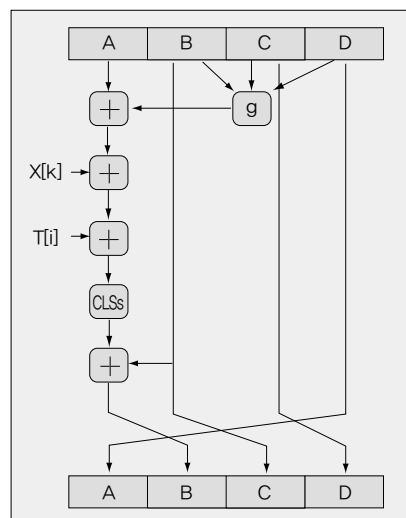 A B C D
+ g
X[k] +
T[i] +
CLSs
+
A B C D